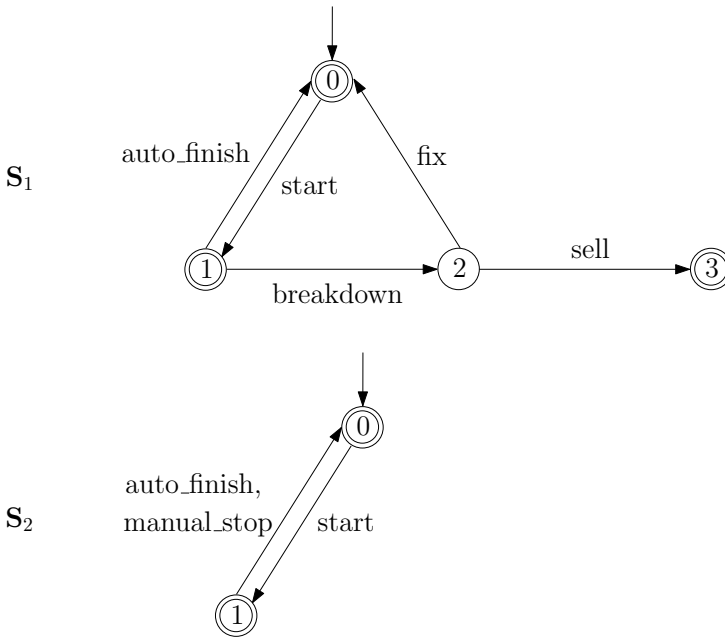 0
auto_finish
fix
S1
start
sell
1
2
3
breakdown
0
auto_finish,
S2
manual_stop
start
1